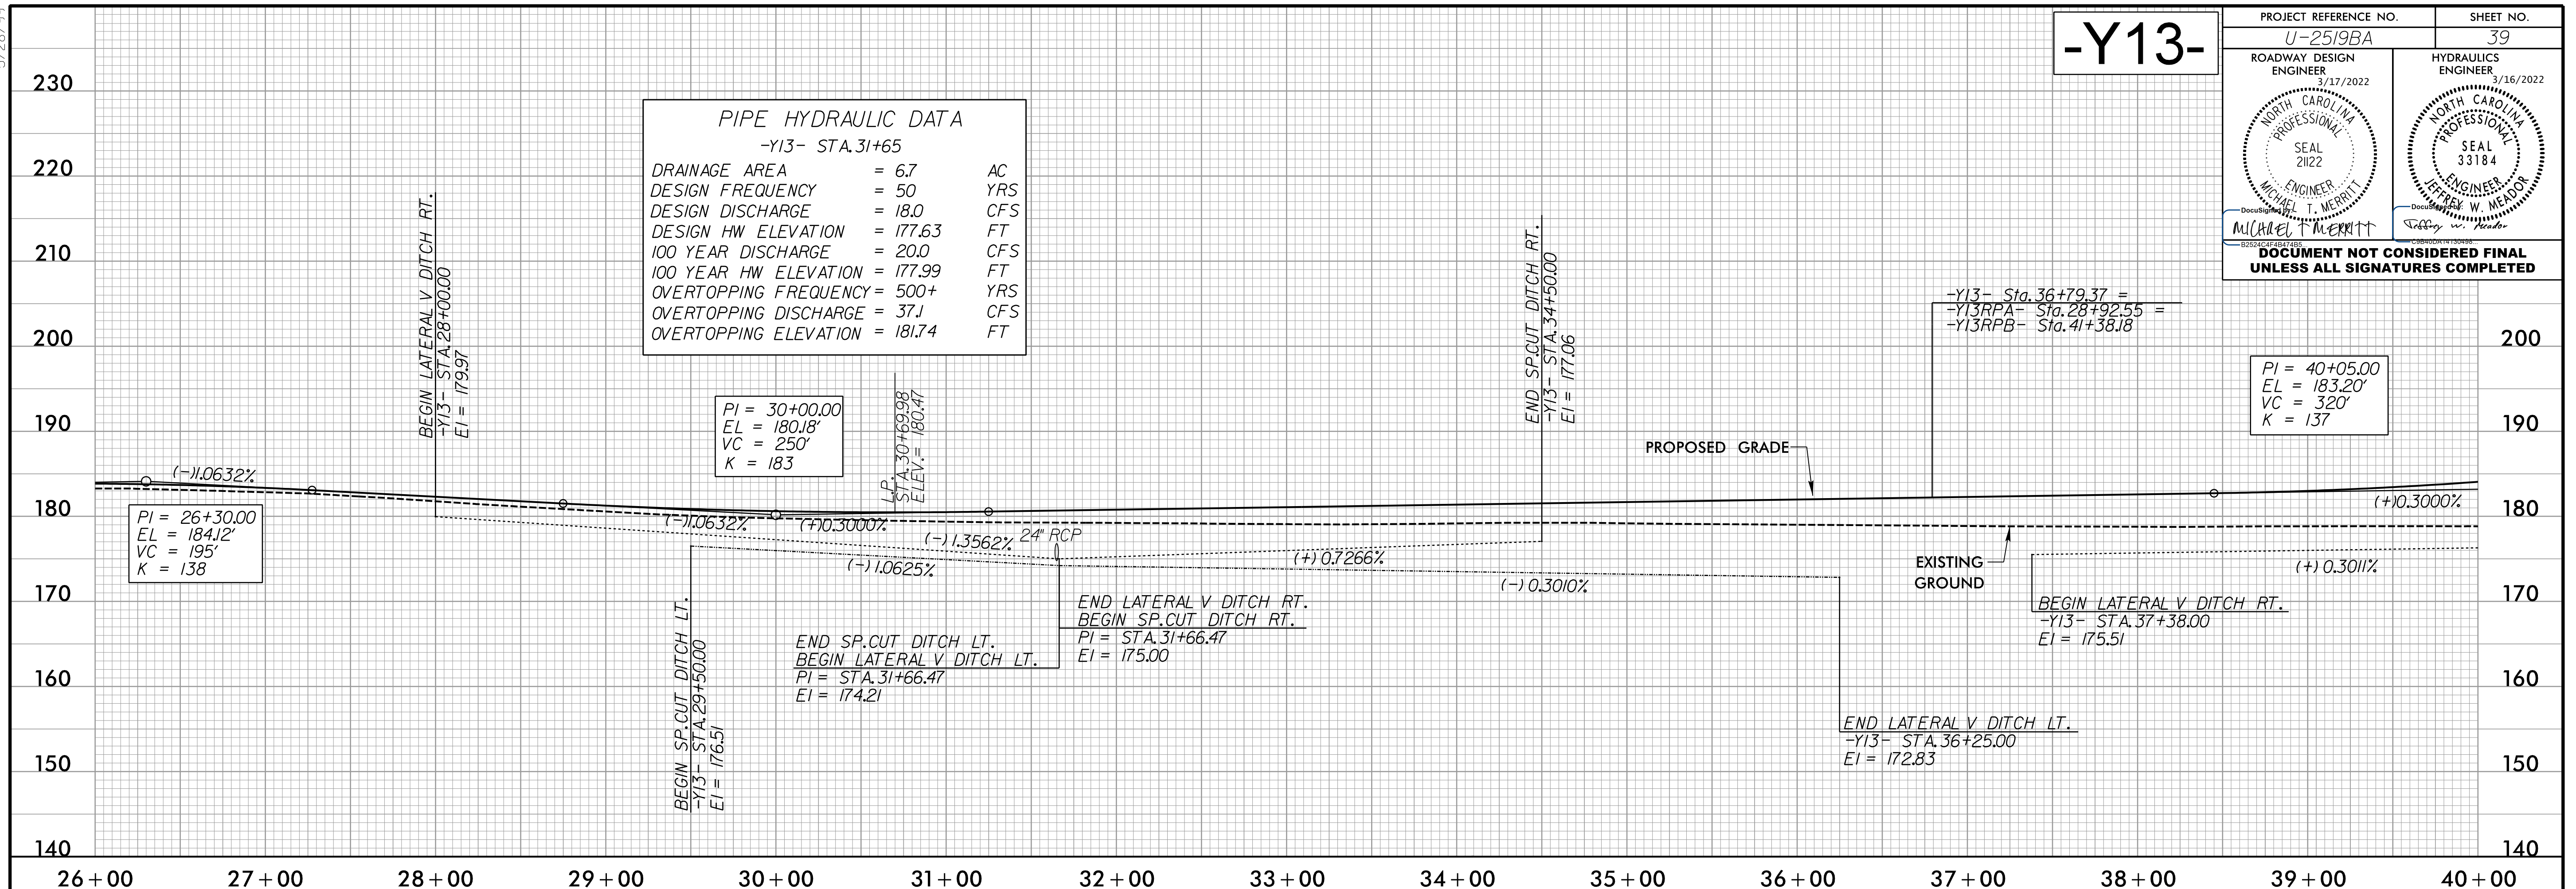 -Y13-
PROJECT REFERENCE NO.
SHEET NO.
U-2519BA
39
ROADWAY DESIGN
ENGINEER
3/17/2022
HYDRAULICS
ENGINEER
3/16/2022
NORTH CAROLINA
PROFESSIONAL
SEAL
21122
ENGINEER
MICHAEL T. MERRITT
NORTH CAROLINA
PROFESSIONAL
SEAL
33184
ENGINEER
JEFFREY W. MEADOR
DocuSigned by:
MICHAEL T MERRITT
B2524C4F4B474B5...
DocuSigned by:
Jeffrey W. Meador
DOCUMENT NOT CONSIDERED FINAL
UNLESS ALL SIGNATURES COMPLETED
PIPE HYDRAULIC DATA
-Y13- STA.31+65
DRAINAGE AREA = 6.7 AC
DESIGN FREQUENCY = 50 YRS
DESIGN DISCHARGE = 18.0 CFS
DESIGN HW ELEVATION = 177.63 FT
100 YEAR DISCHARGE = 20.0 CFS
100 YEAR HW ELEVATION = 177.99 FT
OVERTOPPING FREQUENCY = 500+ YRS
OVERTOPPING DISCHARGE = 37.1 CFS
OVERTOPPING ELEVATION = 181.74 FT
230
220
210
200
190
180
170
160
150
140
200
190
180
170
160
150
140
BEGIN LATERAL V DITCH RT.
-Y13- STA.28+00.00
El = 179.97
PI = 30+00.00
EL = 180.18'
VC = 250'
K = 183
L.P.
STA.30+69.98
ELEV.= 180.47
END SP.CUT DITCH RT.
-Y13- STA.34+50.00
El = 177.06
-Y13- Sta.36+79.37 =
-Y13RPA- Sta.28+92.55 =
-Y13RPB- Sta.41+38.18
PI = 40+05.00
EL = 183.20'
VC = 320'
K = 137
PROPOSED GRADE
(-)1.0632%
PI = 26+30.00
EL = 184.12'
VC = 195'
K = 138
(-)1.0632%
(+)0.3000%
(-) 1.3562%
24" RCP
(-) 1.0625%
(+) 0.7266%
(-) 0.3010%
EXISTING
GROUND
(+)0.3000%
(+) 0.3011%
BEGIN SP.CUT DITCH LT.
-Y13- STA.29+50.00
El = 176.51
END SP.CUT DITCH LT.
BEGIN LATERAL V DITCH LT.
PI = STA.31+66.47
El = 174.21
END LATERAL V DITCH RT.
BEGIN SP.CUT DITCH RT.
PI = STA.31+66.47
El = 175.00
END LATERAL V DITCH LT.
-Y13- STA.36+25.00
El = 172.83
BEGIN LATERAL V DITCH RT.
-Y13- STA.37+38.00
El = 175.51
26+00 27+00 28+00 29+00 30+00 31+00 32+00 33+00 34+00 35+00 36+00 37+00 38+00 39+00 40+00